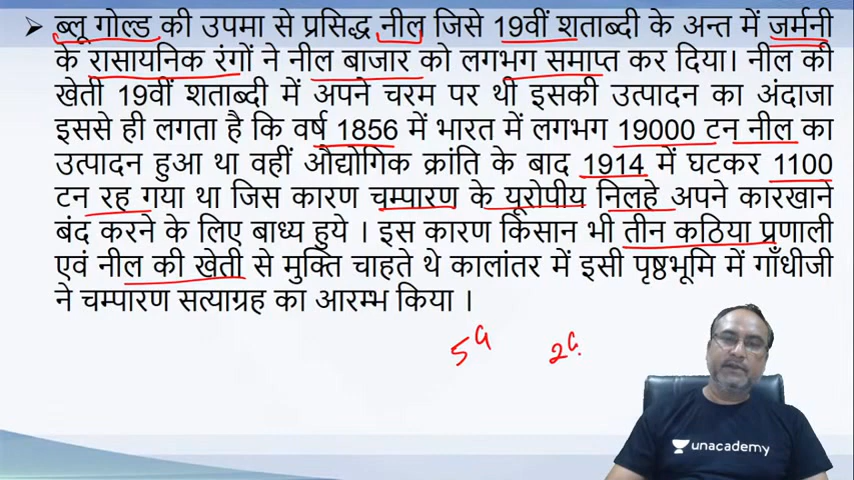 ➤ ब्लू गोल्ड की उपमा से प्रसिद्ध नील जिसे 19वीं शताब्दी के अन्त में जर्मनी
के रासायनिक रंगों ने नील बाजार को लगभग समाप्त कर दिया। नील की
खेती 19वीं शताब्दी में अपने चरम पर थी इसकी उत्पादन का अंदाजा
इससे ही लगता है कि वर्ष 1856 में भारत में लगभग 19000 टन नील का
उत्पादन हुआ था वहीं औद्योगिक क्रांति के बाद 1914 में घटकर 1100
टन रह गया था जिस कारण चम्पारण के यूरोपीय निलहे अपने कारखाने
बंद करने के लिए बाध्य हुये । इस कारण किसान भी तीन कठिया प्रणाली
एवं नील की खेती से मुक्ति चाहते थे कालांतर में इसी पृष्ठभूमि में गाँधीजी
ने चम्पारण सत्याग्रह का आरम्भ किया ।
unacademy